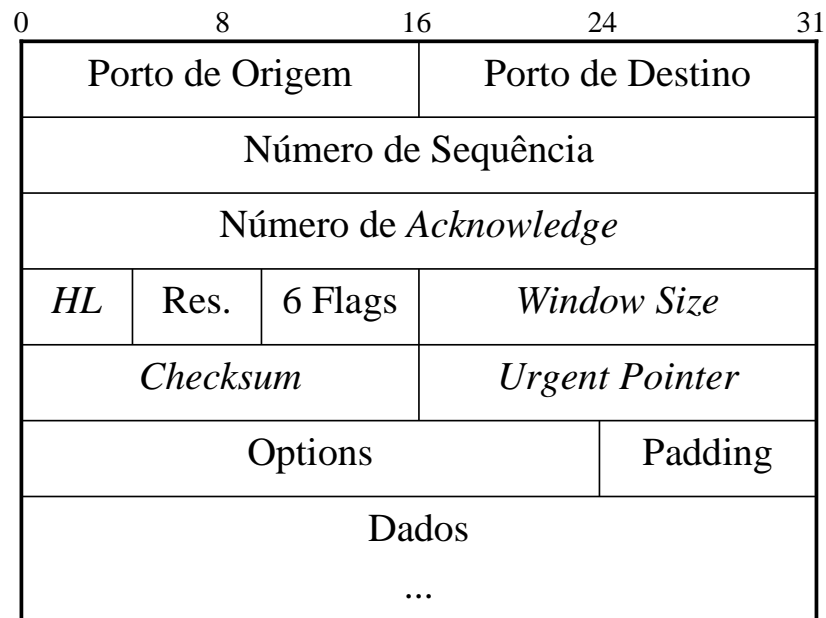 0 8 16 24 31
Porto de Origem Porto de Destino
Número de Sequência
Número de Acknowledge
HL Res. 6 Flags Window Size
Checksum Urgent Pointer
Options Padding
Dados
...